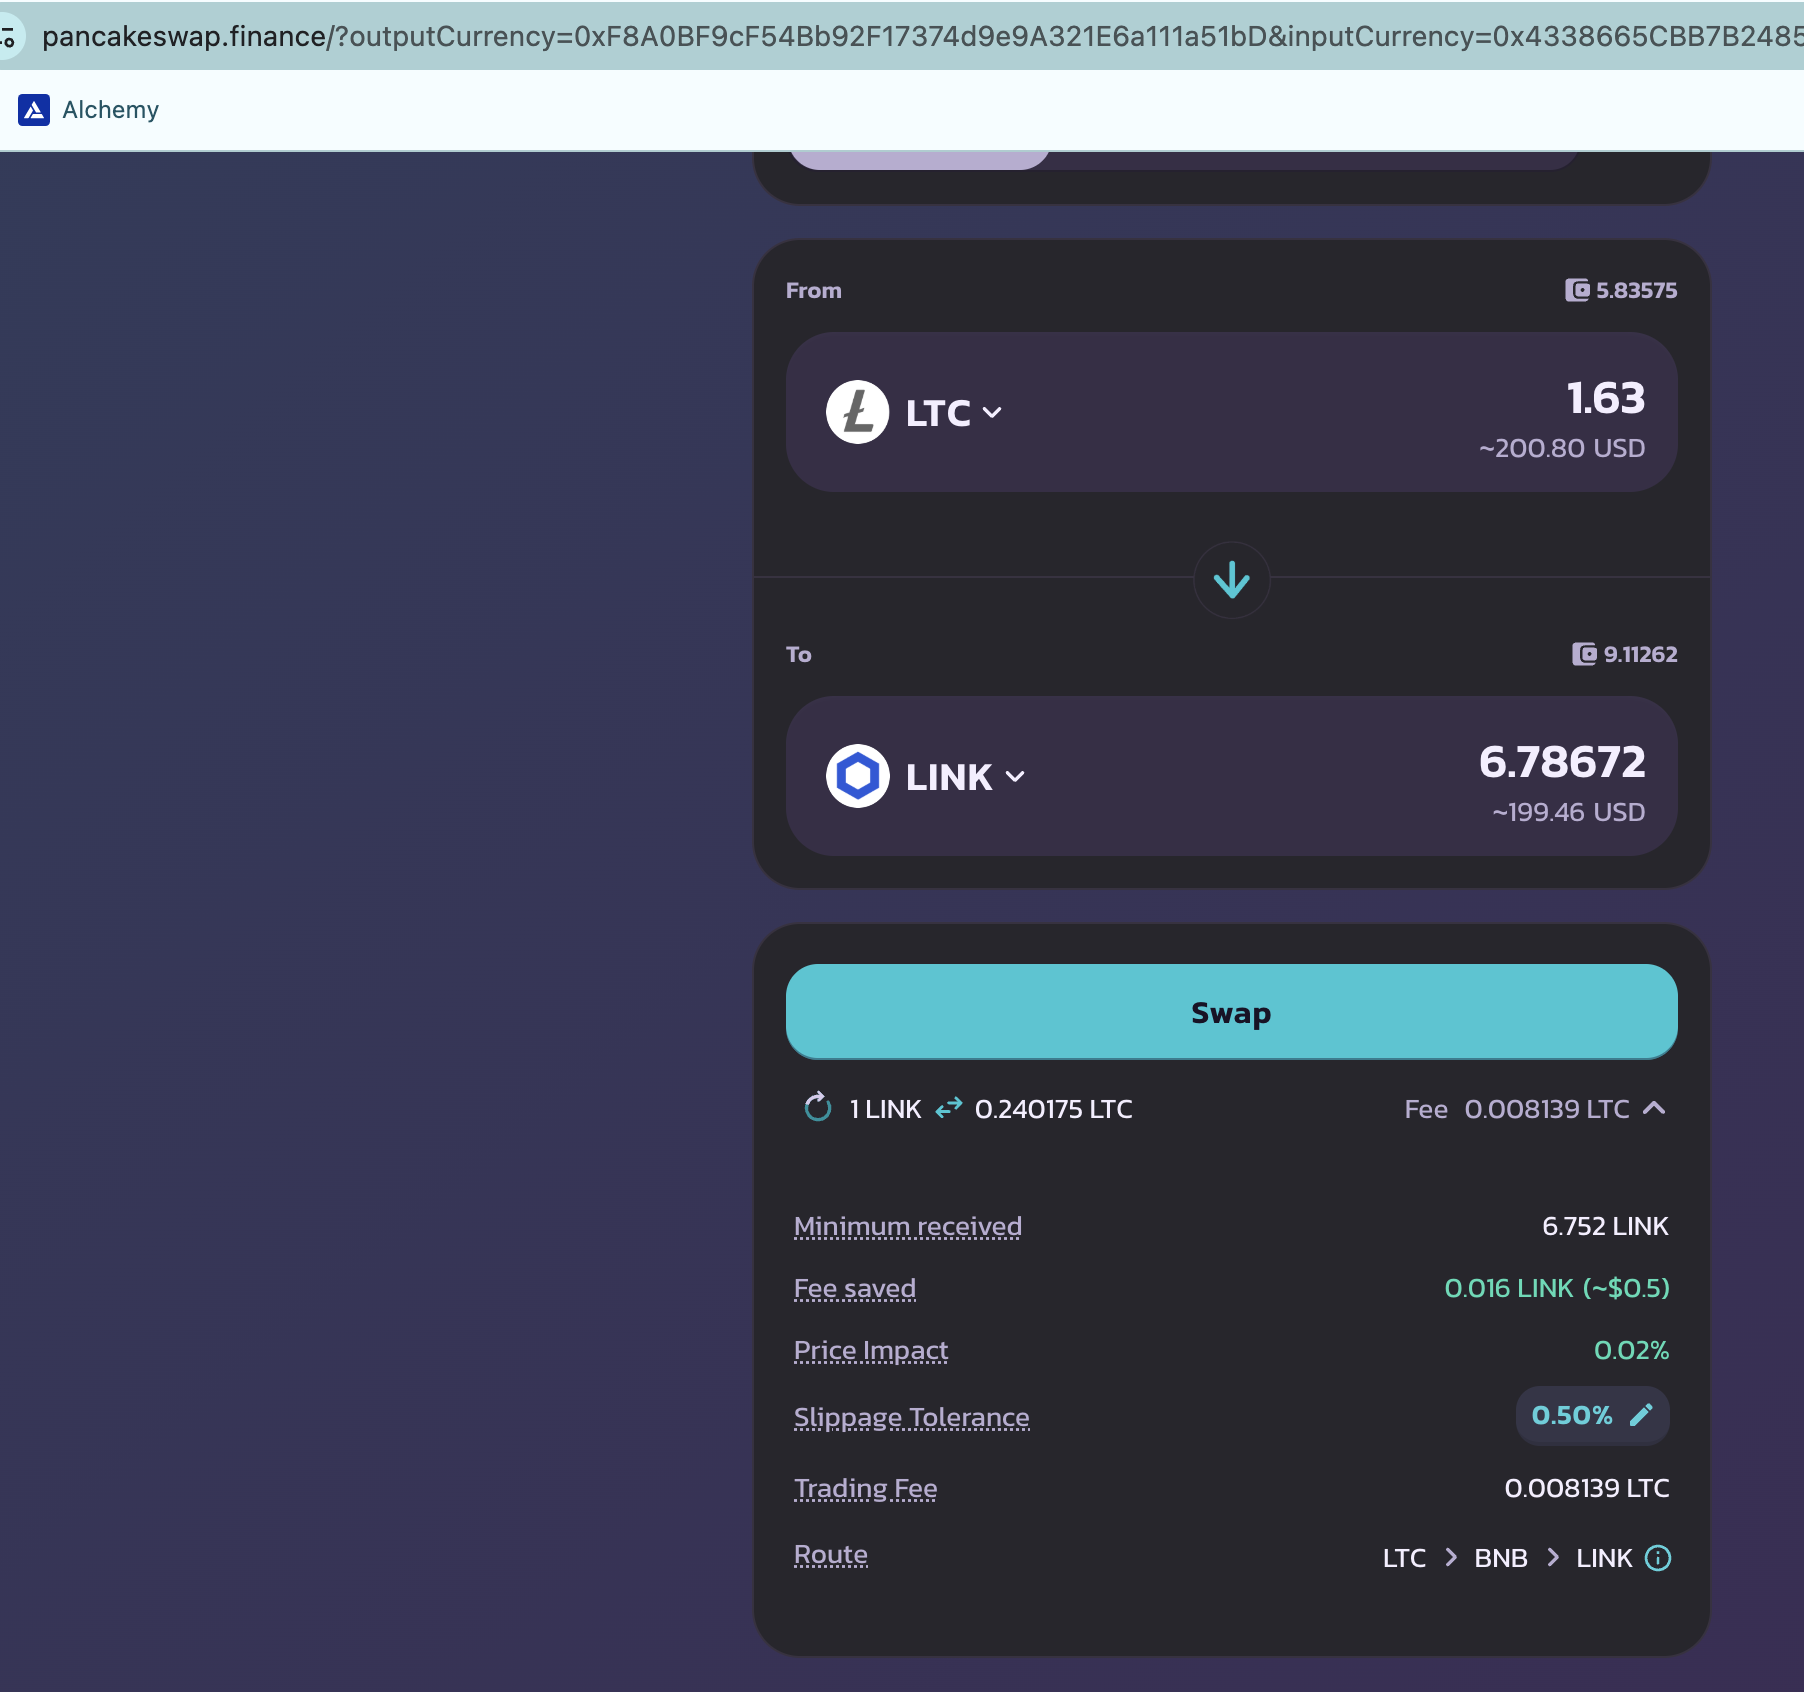 pancakeswap.finance/?outputCurrency=0xF8A0BF9cF54Bb92F17374d9e9A321E6a111a51bD&inputCurrency=0x4338665CBB7B2485
Alchemy
From 5.83575
LTC 1.63
~200.80 USD
To 9.11262
LINK 6.78672
~199.46 USD
Swap
1 LINK 0.240175 LTC Fee 0.008139 LTC
Minimum received 6.752 LINK
Fee saved 0.016 LINK (~$0.5)
Price Impact 0.02%
Slippage Tolerance 0.50%
Trading Fee 0.008139 LTC
Route LTC > BNB > LINK